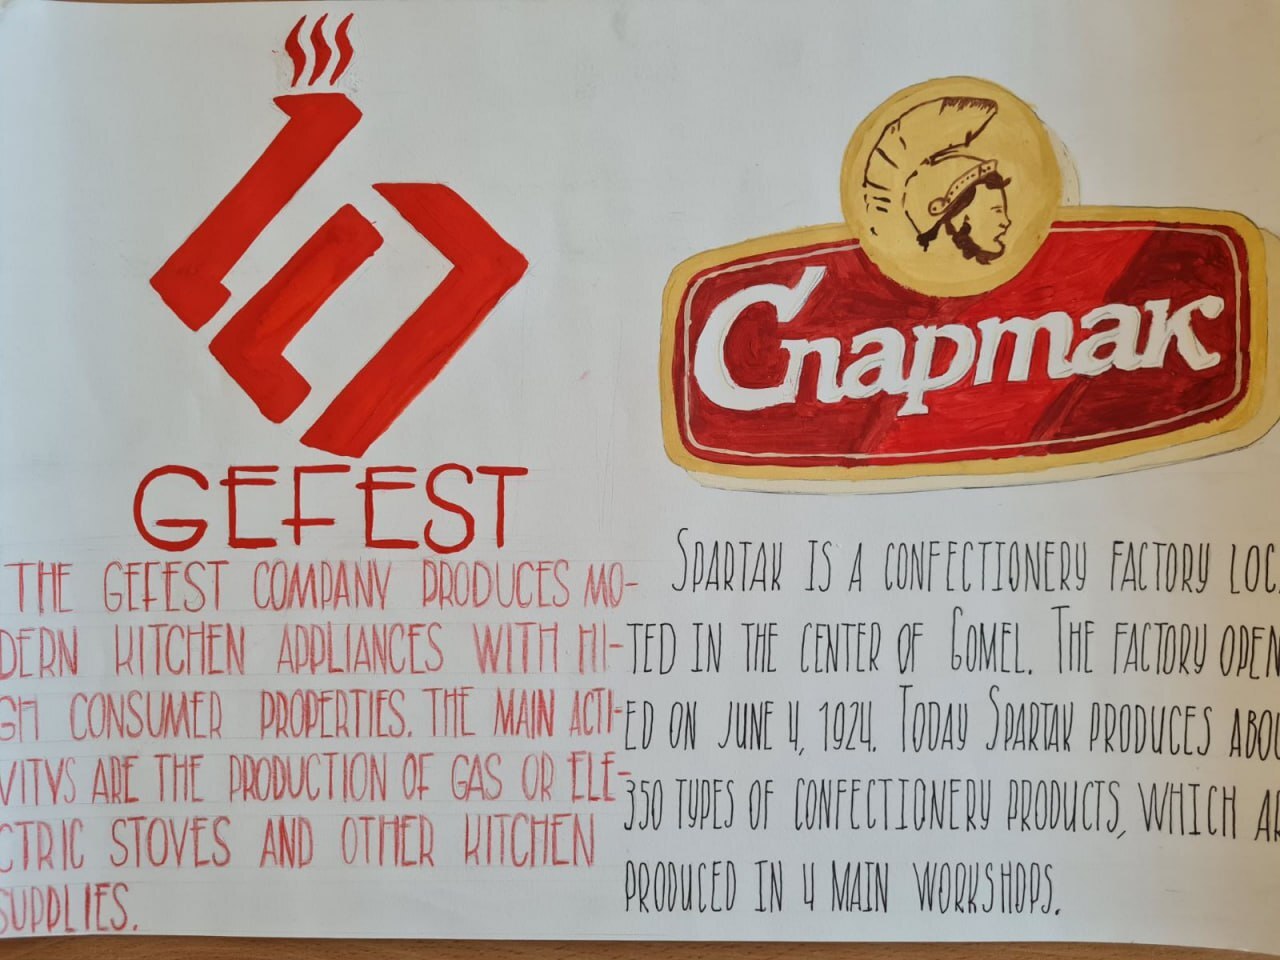 GEFEST
THE GEFEST COMPANY PRODUCES MO-
DERN KITCHEN APPLIANCES WITH HI-
GH CONSUMER PROPERTIES. THE MAIN ACTI-
VITYS ARE THE PRODUCTION OF GAS OR ELE-
CTRIC STOVES AND OTHER KITCHEN
SUPPLIES.
Спартак
SPARTAK IS A CONFECTIONERY FACTORY LOC
TED IN THE CENTER OF GOMEL. THE FACTORY OPEN
ED ON JUNE 4, 1924. TODAY SPARTAK PRODUCES ABOU
350 TYPES OF CONFECTIONERY PRODUCTS, WHICH AR
PRODUCED IN 4 MAIN WORKSHOPS.